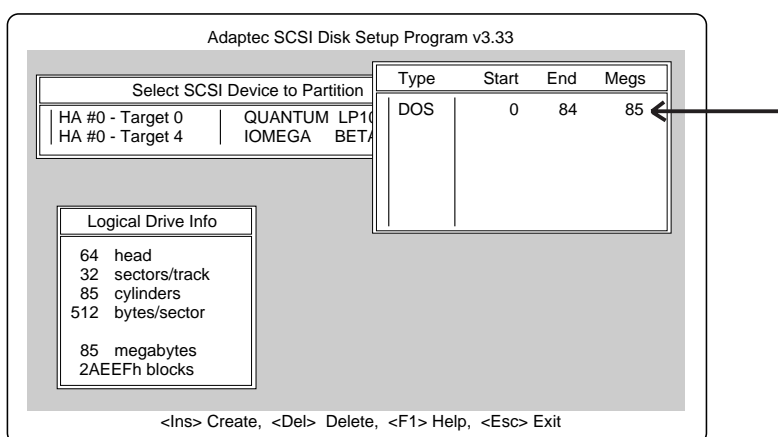 Adaptec SCSI Disk Setup Program v3.33
Select SCSI Device to Partition
HA #0 - Target 0 QUANTUM
HA #0 - Target 4 IOMEGA
Type Start End Megs
DOS 0 84 85
Logical Drive Info
64 head
32 sectors/track
85 cylinders
512 bytes/sector
85 megabytes
2AEEFh blocks
<Ins> Create, <Del> Delete, <F1> Help, <Esc> Exit